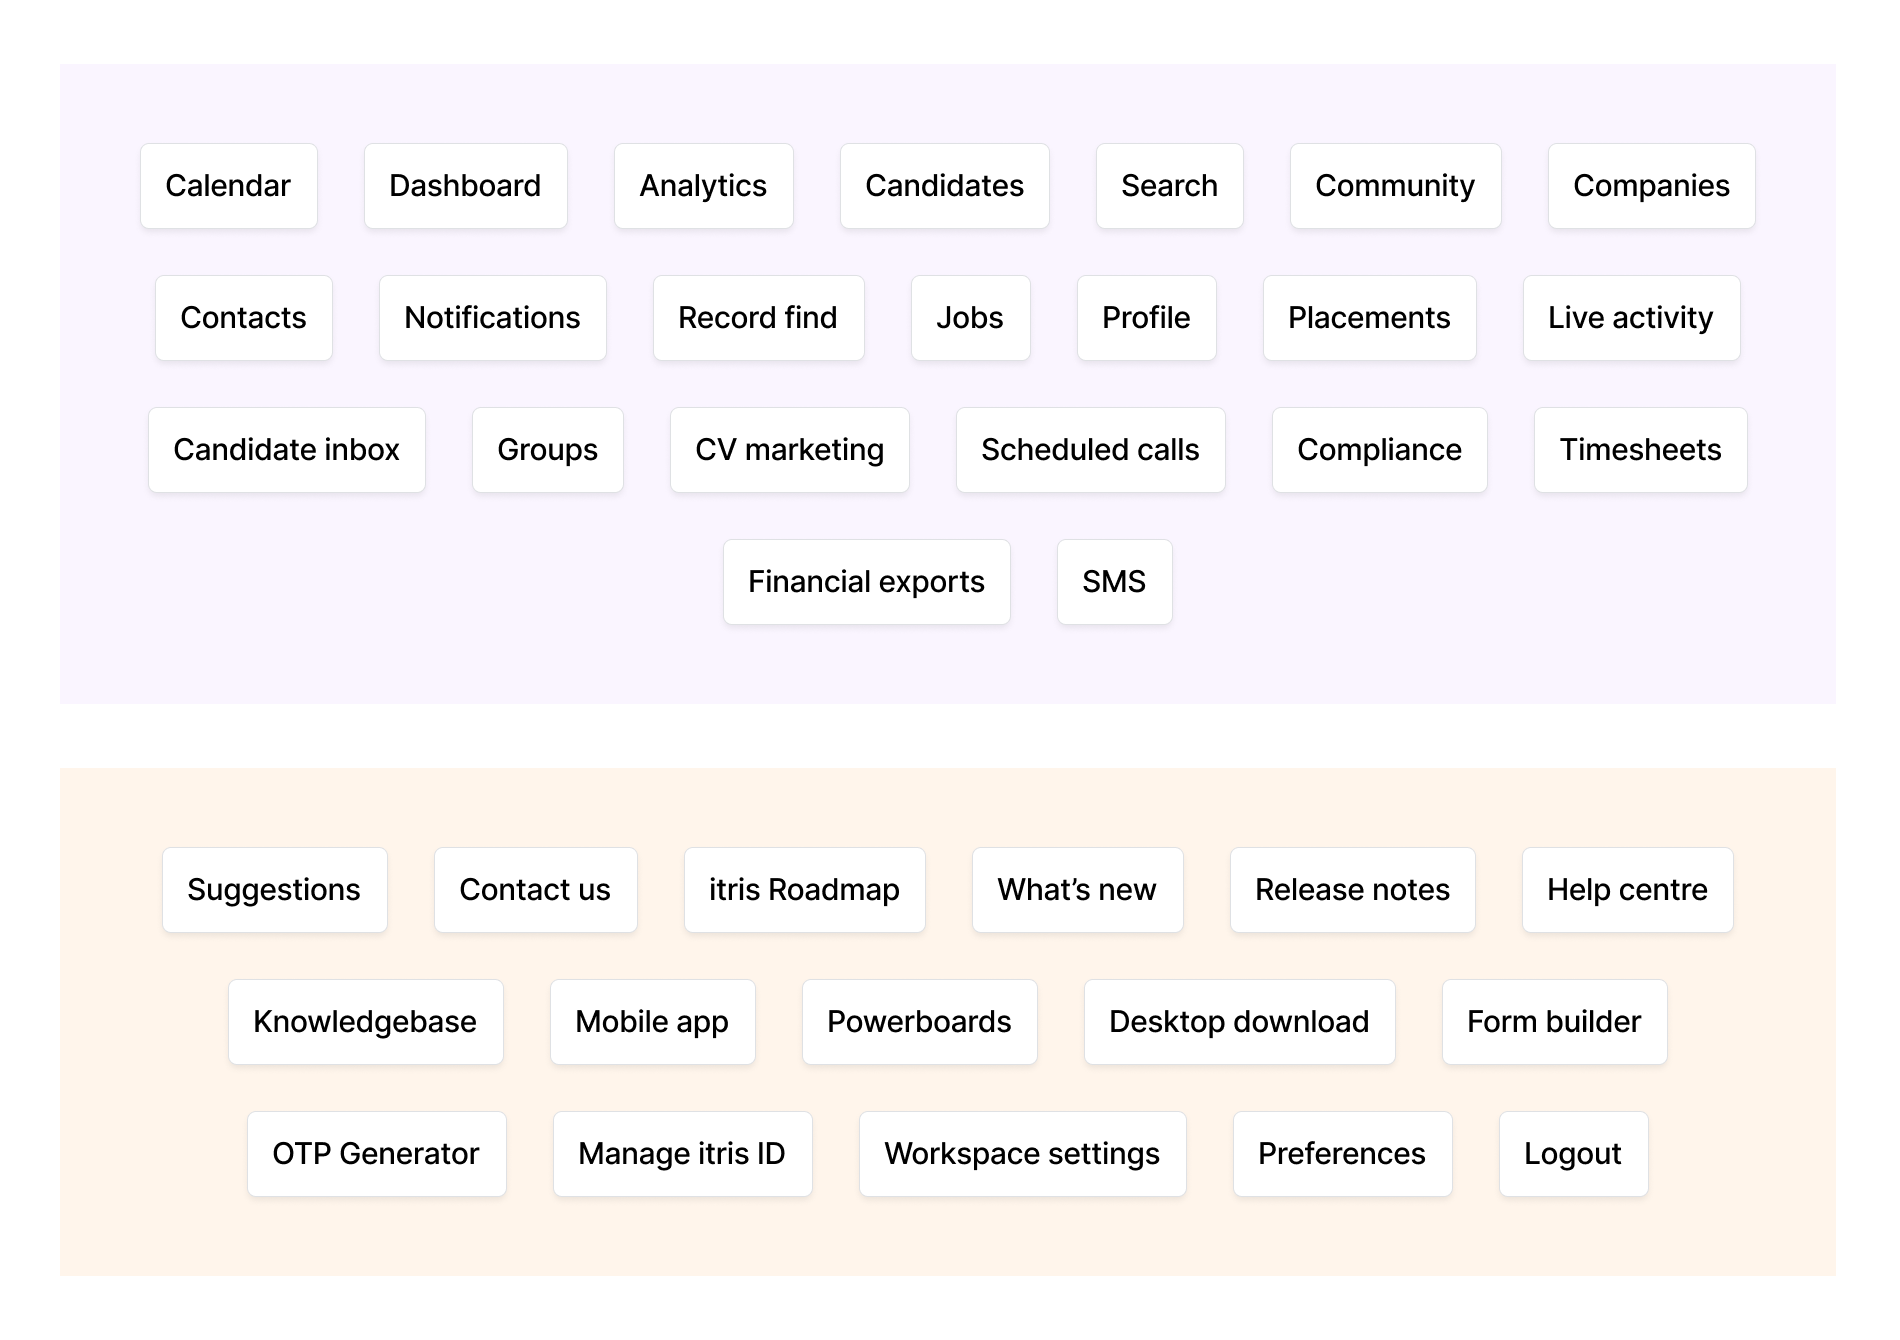 Calendar Dashboard Analytics Candidates Search Community Companies
Contacts Notifications Record find Jobs Profile Placements Live activity
Candidate inbox Groups CV marketing Scheduled calls Compliance Timesheets
Financial exports SMS
Suggestions Contact us itris Roadmap What’s new Release notes Help centre
Knowledgebase Mobile app Powerboards Desktop download Form builder
OTP Generator Manage itris ID Workspace settings Preferences Logout